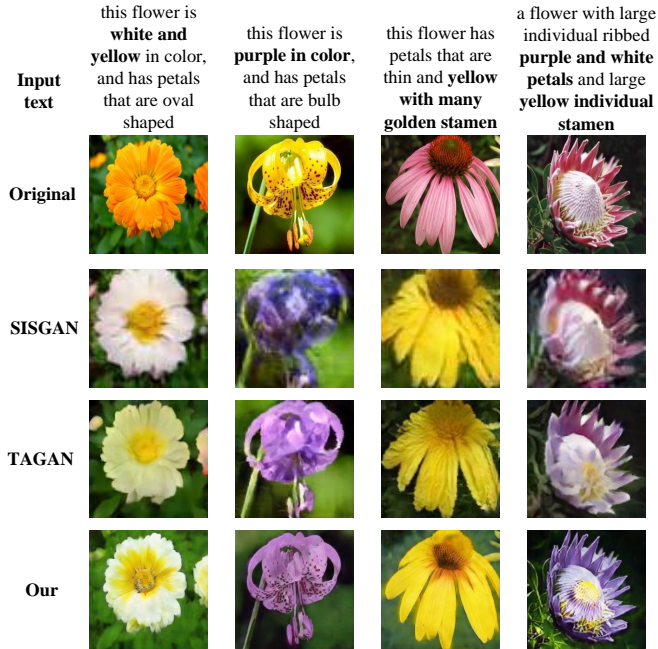 Input
text
this flower is
white and
yellow in color,
and has petals
that are oval
shaped
this flower is
purple in color,
and has petals
that are bulb
shaped
this flower has
petals that are
thin and yellow
with many
golden stamen
a flower with large
individual ribbed
purple and white
petals and large
yellow individual
stamen
Original
SISGAN
TAGAN
Our